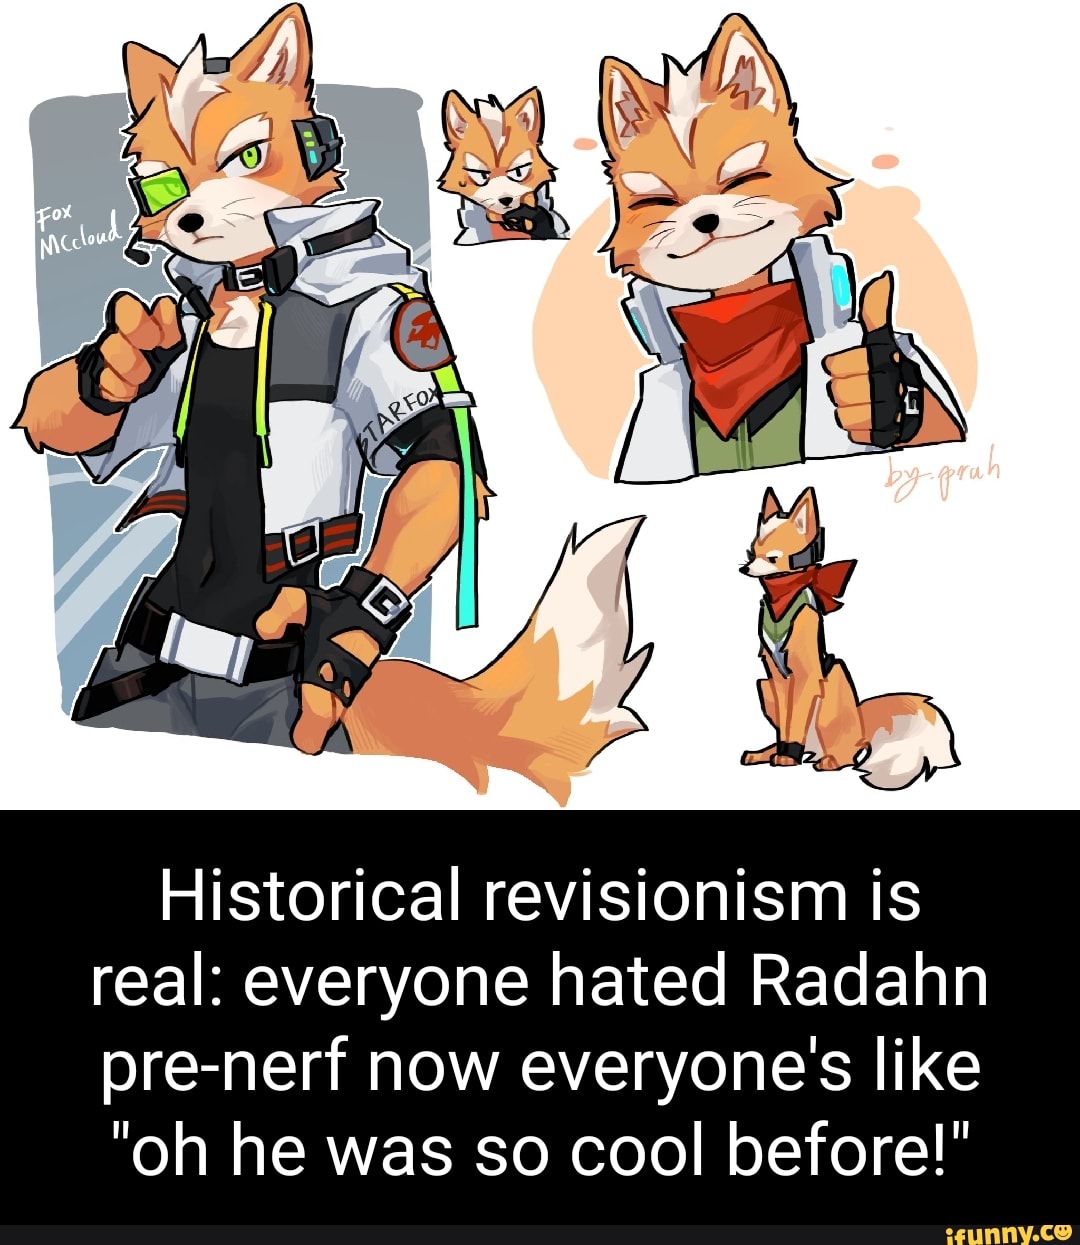 Fox
MCcloud
STARFOX
by.prah
Historical revisionism is
real: everyone hated Radahn
pre-nerf now everyone's like
"oh he was so cool before!"
ifunny.co